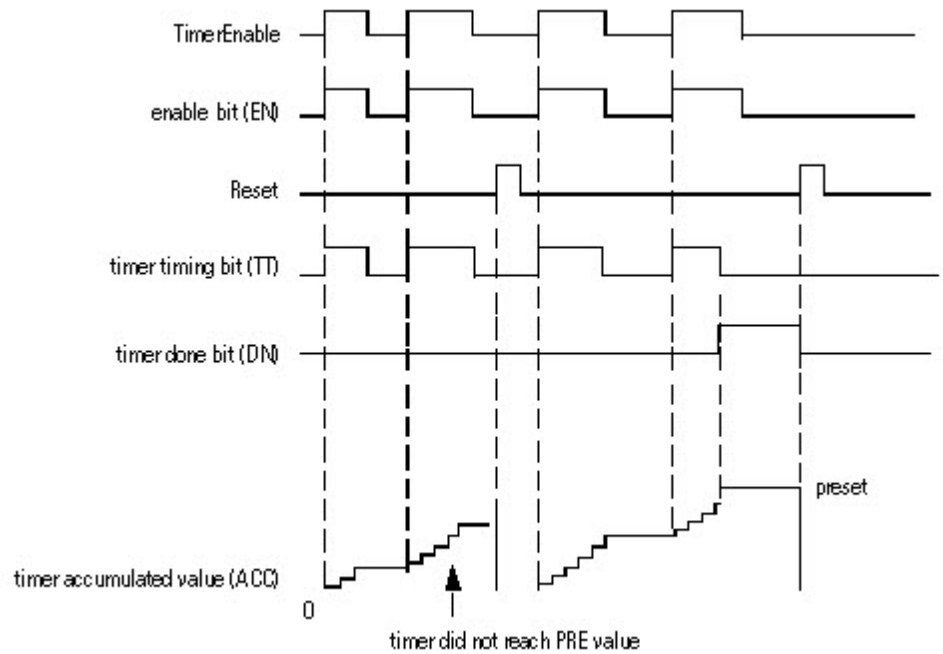 TimerEnable
enable bit (EN)
Reset
timer timing bit (TT)
timer done bit (DN)
preset
timer accumulated value (ACC)
0
timer did not reach PRE value